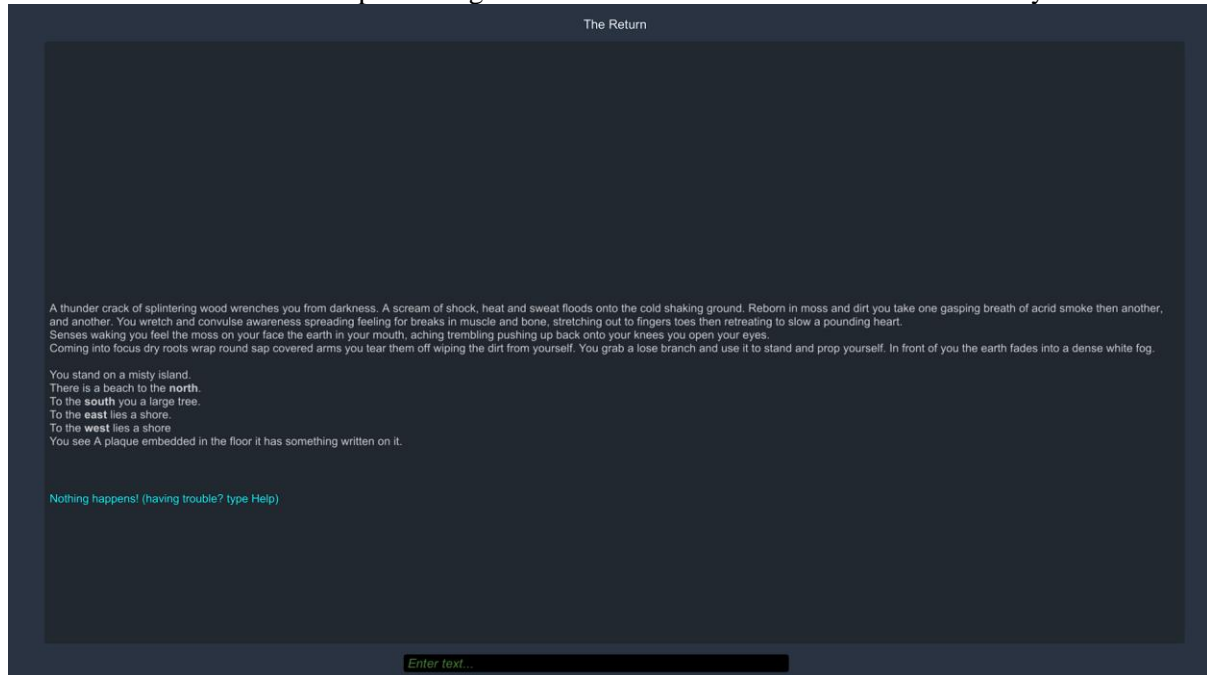 The Return
A thunder crack of splintering wood wrenches you from darkness. A scream of shock, heat and sweat floods onto the cold shaking ground. Reborn in moss and dirt you take one gasping breath of acrid smoke then another,
and another. You wretch and convulse awareness spreading feeling for breaks in muscle and bone, stretching out to fingers toes then retreating to slow a pounding heart.
Senses waking you feel the moss on your face the earth in your mouth, aching trembling pushing up back onto your knees you open your eyes.
Coming into focus dry roots wrap round sap covered arms you tear them off wiping the dirt from yourself. You grab a lose branch and use it to stand and prop yourself. In front of you the earth fades into a dense white fog.
You stand on a misty island.
There is a beach to the north.
To the south you a large tree.
To the east lies a shore.
To the west lies a shore
You see A plaque embedded in the floor it has something written on it.
Nothing happens! (having trouble? type Help)
Enter text...